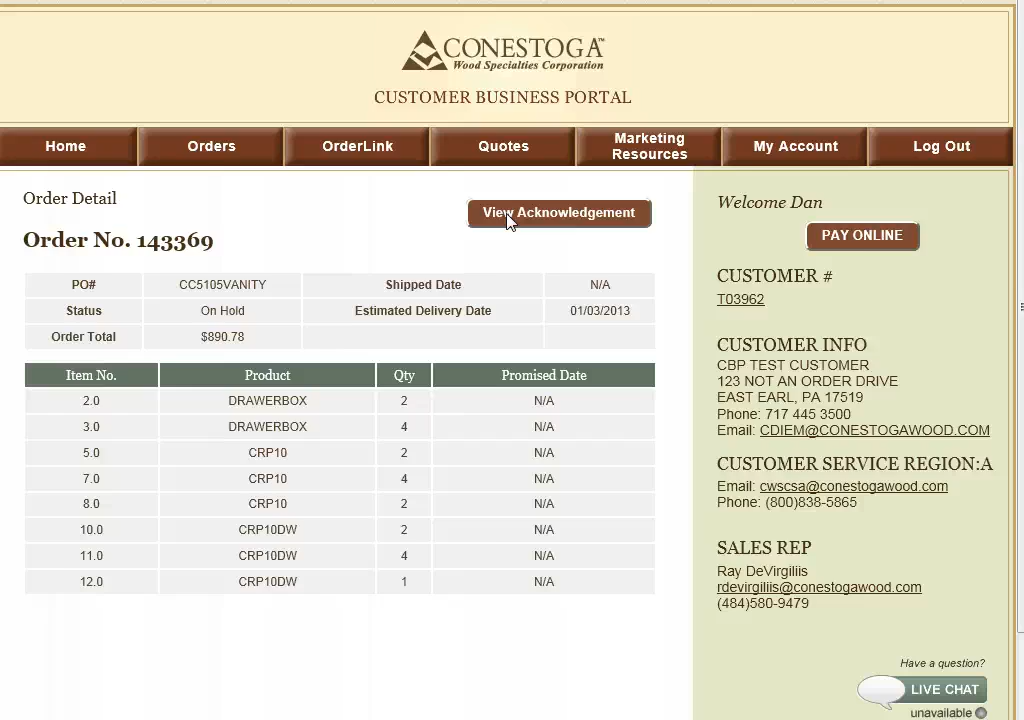 CONESTOGA™
Wood Specialties Corporation
CUSTOMER BUSINESS PORTAL
Home Orders OrderLink Quotes Marketing Resources My Account Log Out
Order Detail
View Acknowledgement
Order No. 143369
PO# CC5105VANITY Shipped Date N/A
Status On Hold Estimated Delivery Date 01/03/2013
Order Total $890.78
Item No. Product Qty Promised Date
2.0 DRAWERBOX 2 N/A
3.0 DRAWERBOX 4 N/A
5.0 CRP10 2 N/A
7.0 CRP10 4 N/A
8.0 CRP10 2 N/A
10.0 CRP10DW 2 N/A
11.0 CRP10DW 4 N/A
12.0 CRP10DW 1 N/A
Welcome Dan
PAY ONLINE
CUSTOMER #
T03962
CUSTOMER INFO
CBP TEST CUSTOMER
123 NOT AN ORDER DRIVE
EAST EARL, PA 17519
Phone: 717 445 3500
Email: CDIEM@CONESTOGAWOOD.COM
CUSTOMER SERVICE REGION:A
Email: cwscsa@conestogawood.com
Phone: (800)838-5865
SALES REP
Ray DeVirgiliis
rdevirgiliis@conestogawood.com
(484)580-9479
Have a question?
LIVE CHAT
unavailable